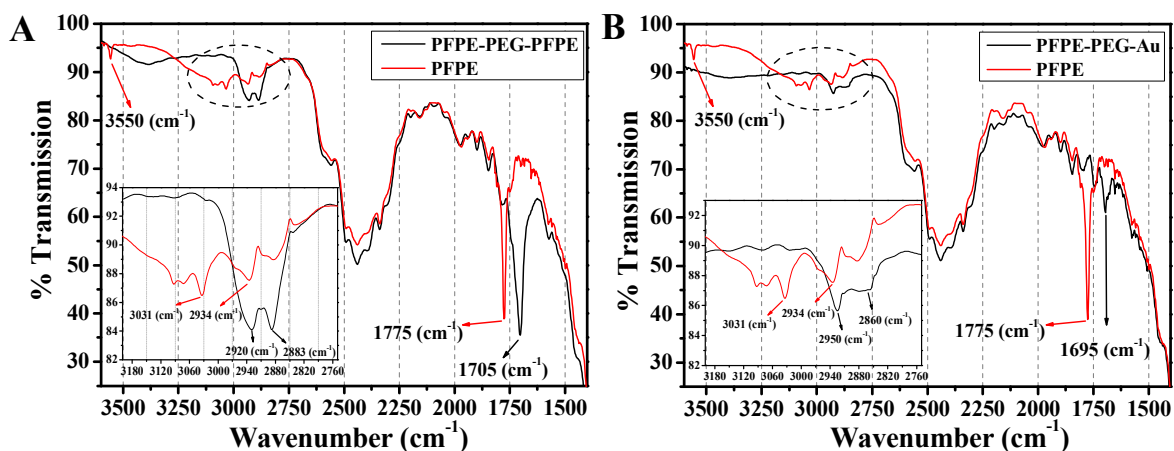 A
% Transmission
100
90
80
70
60
50
40
30
PFPE-PEG-PFPE
PFPE
3550 (cm⁻¹)
94
92
90
88
86
84
82
3031 (cm⁻¹)
2934 (cm⁻¹)
2920 (cm⁻¹)
2883 (cm⁻¹)
3180 3120 3060 3000 2940 2880 2820 2760
1775 (cm⁻¹)
1705 (cm⁻¹)
3500 3250 3000 2750 2500 2250 2000 1750 1500
Wavenumber (cm⁻¹)
B
% Transmission
100
90
80
70
60
50
40
30
PFPE-PEG-Au
PFPE
3550 (cm⁻¹)
92
90
88
86
84
82
3031 (cm⁻¹)
2934 (cm⁻¹)
2950 (cm⁻¹)
2860 (cm⁻¹)
3180 3120 3060 3000 2940 2880 2820 2760
1775 (cm⁻¹)
1695 (cm⁻¹)
3500 3250 3000 2750 2500 2250 2000 1750 1500
Wavenumber (cm⁻¹)